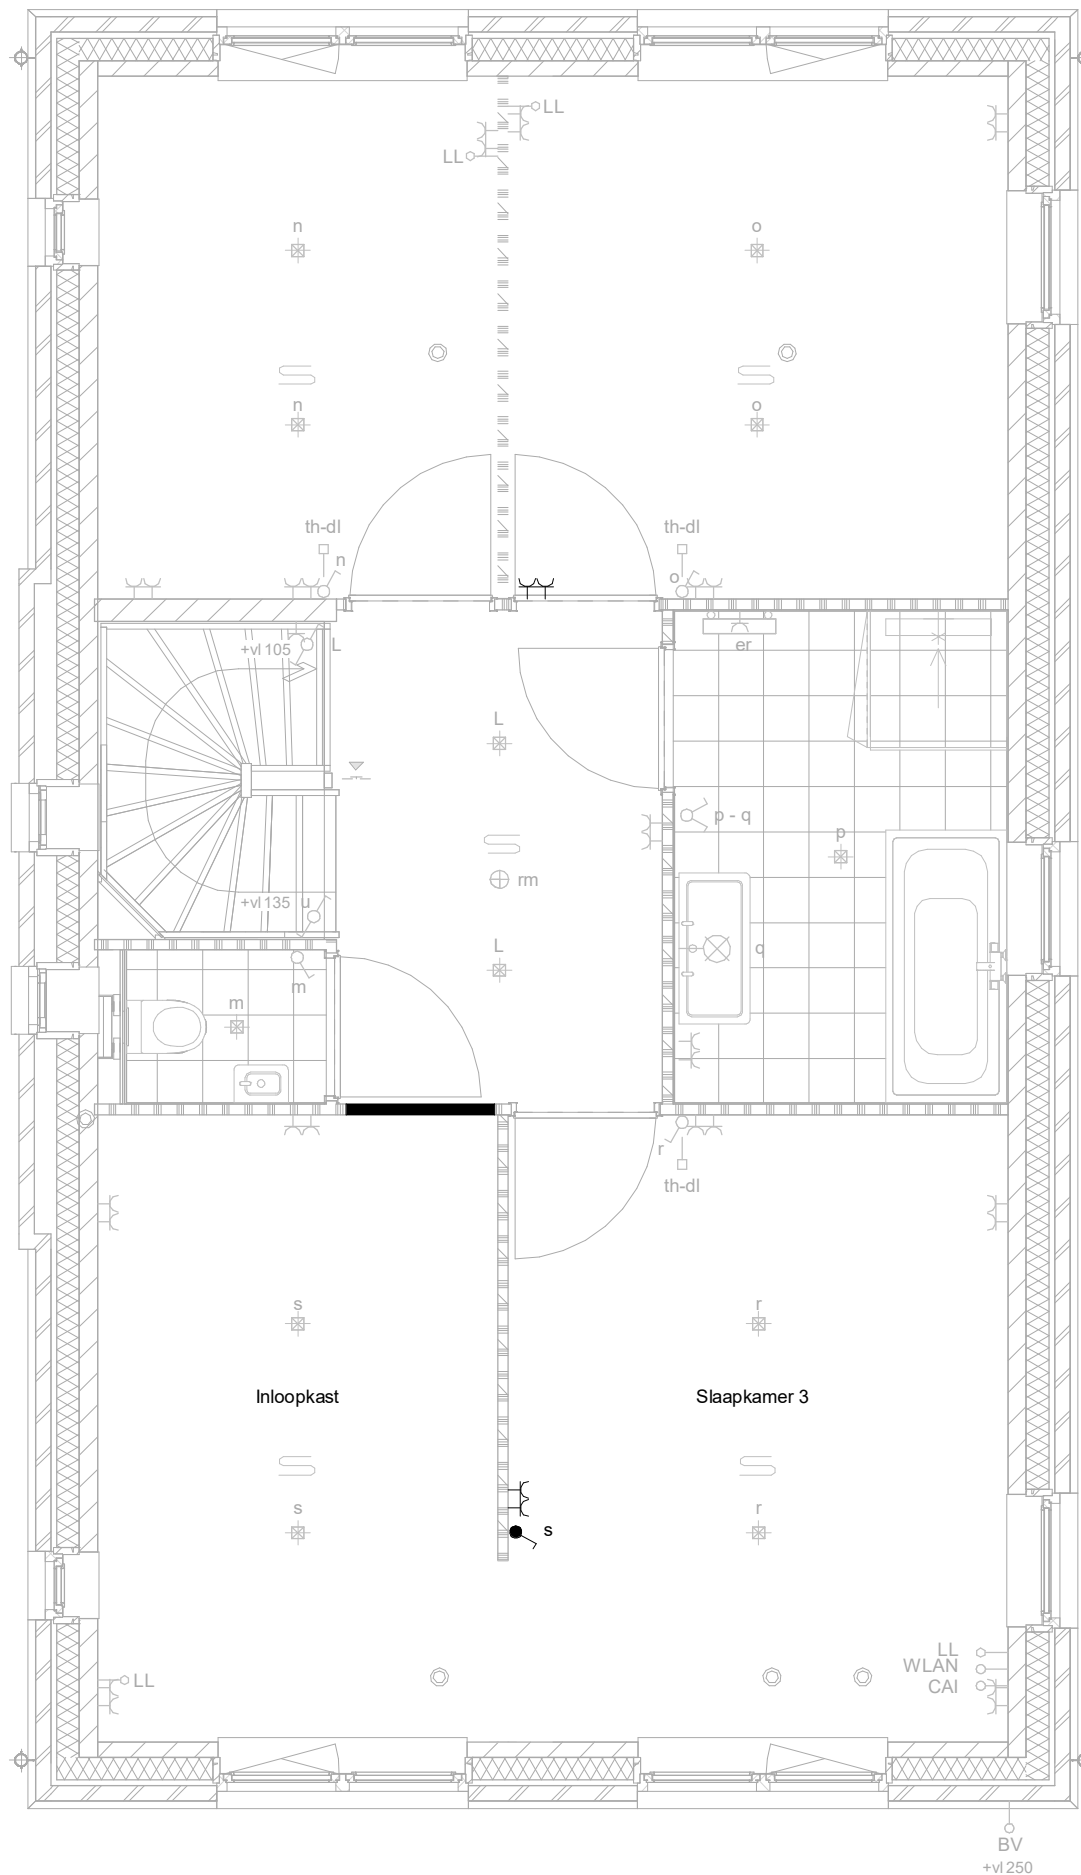 LL
LL
n
o
n
o
th-dl
th-dl
n
o
+vl 105
L
er
L
p - q
p
rm
+vl 135
u
q
L
m
m
r
th-dl
s
r
Inloopkast
Slaapkamer 3
s
r
s
LL
WLAN
LL
CAI
BV
+vl 250